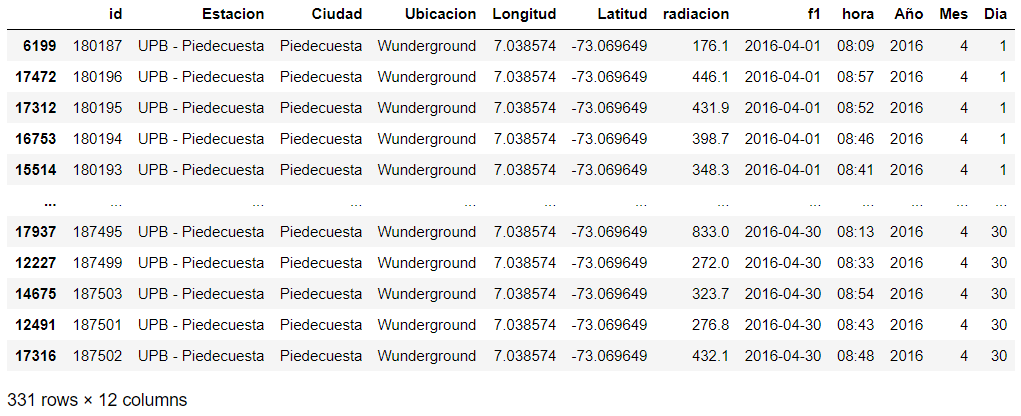 id Estacion Ciudad Ubicacion Longitud Latitud radiacion f1 hora Año Mes Dia
6199 180187 UPB - Piedecuesta Piedecuesta Wunderground 7.038574 -73.069649 176.1 2016-04-01 08:09 2016 4 1
17472 180196 UPB - Piedecuesta Piedecuesta Wunderground 7.038574 -73.069649 446.1 2016-04-01 08:57 2016 4 1
17312 180195 UPB - Piedecuesta Piedecuesta Wunderground 7.038574 -73.069649 431.9 2016-04-01 08:52 2016 4 1
16753 180194 UPB - Piedecuesta Piedecuesta Wunderground 7.038574 -73.069649 398.7 2016-04-01 08:46 2016 4 1
15514 180193 UPB - Piedecuesta Piedecuesta Wunderground 7.038574 -73.069649 348.3 2016-04-01 08:41 2016 4 1
... ... ... ... ... ... ... ... ... ... ... ... ...
17937 187495 UPB - Piedecuesta Piedecuesta Wunderground 7.038574 -73.069649 833.0 2016-04-30 08:13 2016 4 30
12227 187499 UPB - Piedecuesta Piedecuesta Wunderground 7.038574 -73.069649 272.0 2016-04-30 08:33 2016 4 30
14675 187503 UPB - Piedecuesta Piedecuesta Wunderground 7.038574 -73.069649 323.7 2016-04-30 08:54 2016 4 30
12491 187501 UPB - Piedecuesta Piedecuesta Wunderground 7.038574 -73.069649 276.8 2016-04-30 08:43 2016 4 30
17316 187502 UPB - Piedecuesta Piedecuesta Wunderground 7.038574 -73.069649 432.1 2016-04-30 08:48 2016 4 30
331 rows × 12 columns